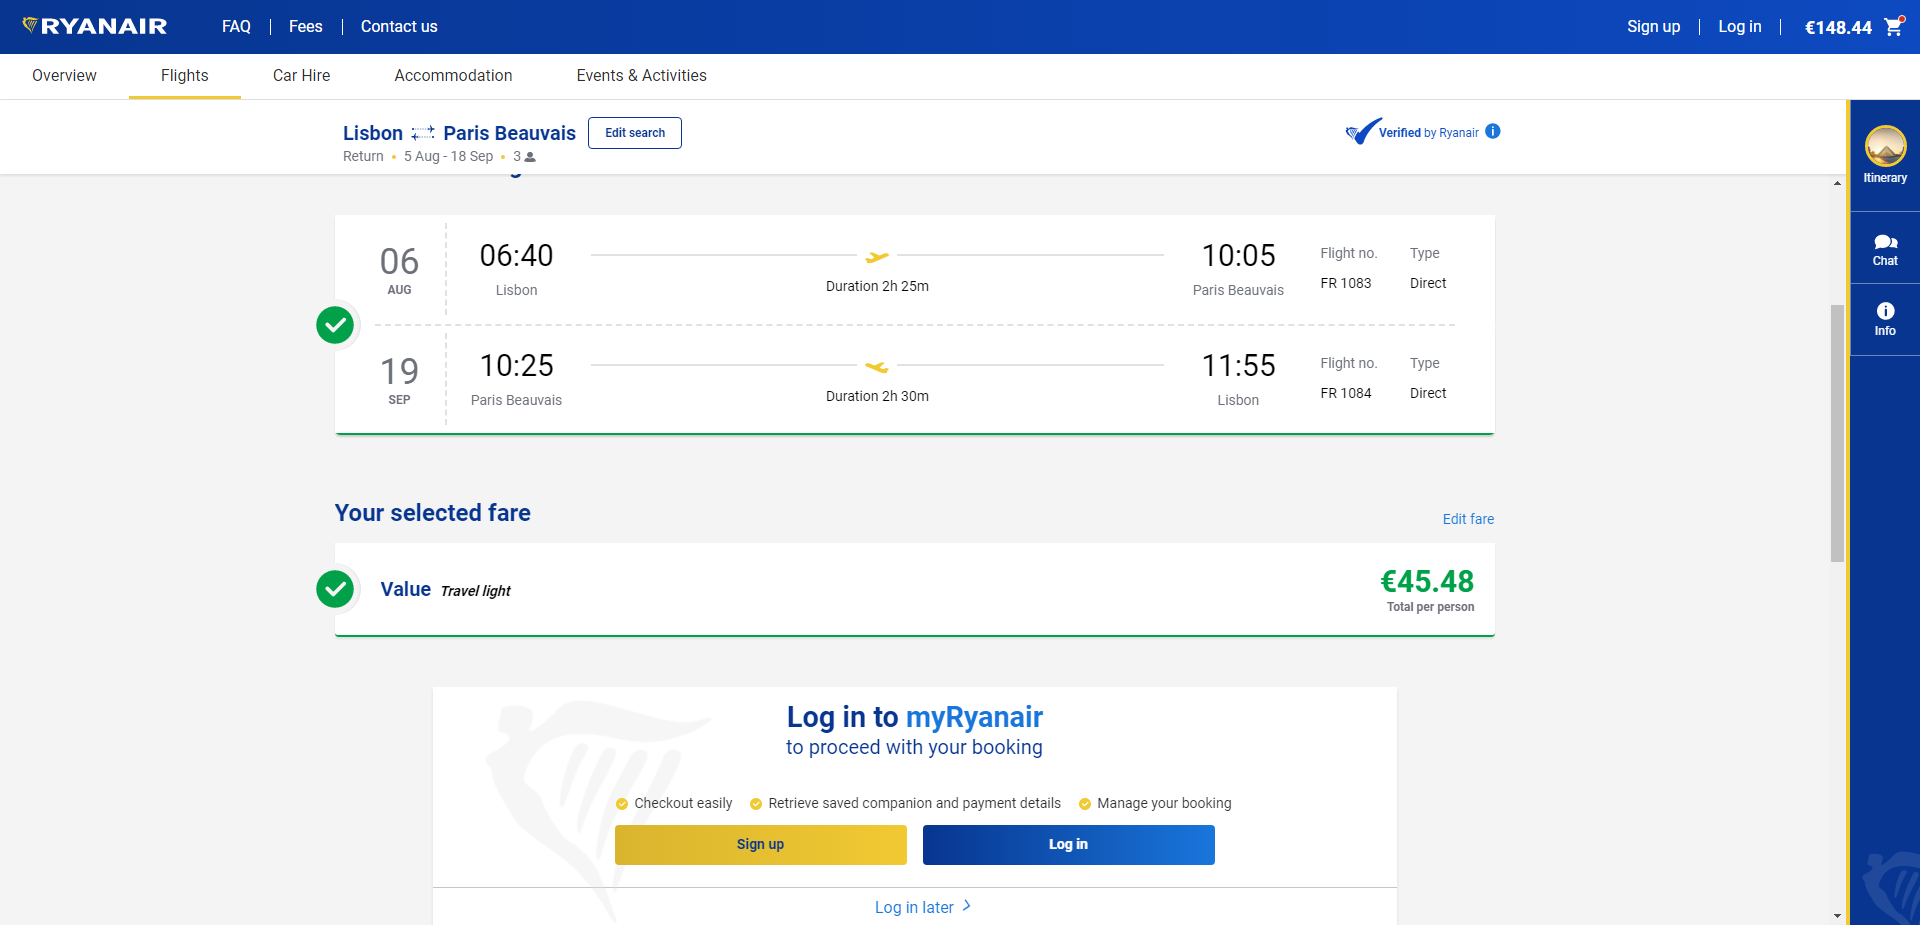 RYANAIR FAQ Fees Contact us Sign up Log in €148.44
Overview Flights Car Hire Accommodation Events & Activities
Lisbon Paris Beauvais Edit search
Return • 5 Aug - 18 Sep • 3
Verified by Ryanair
Itinerary
Chat
Info
06 AUG
06:40 10:05
Lisbon Duration 2h 25m Paris Beauvais
Flight no. Type
FR 1083 Direct
19 SEP
10:25 11:55
Paris Beauvais Duration 2h 30m Lisbon
Flight no. Type
FR 1084 Direct
Your selected fare Edit fare
Value Travel light €45.48
Total per person
Log in to myRyanair
to proceed with your booking
Checkout easily Retrieve saved companion and payment details Manage your booking
Sign up Log in
Log in later